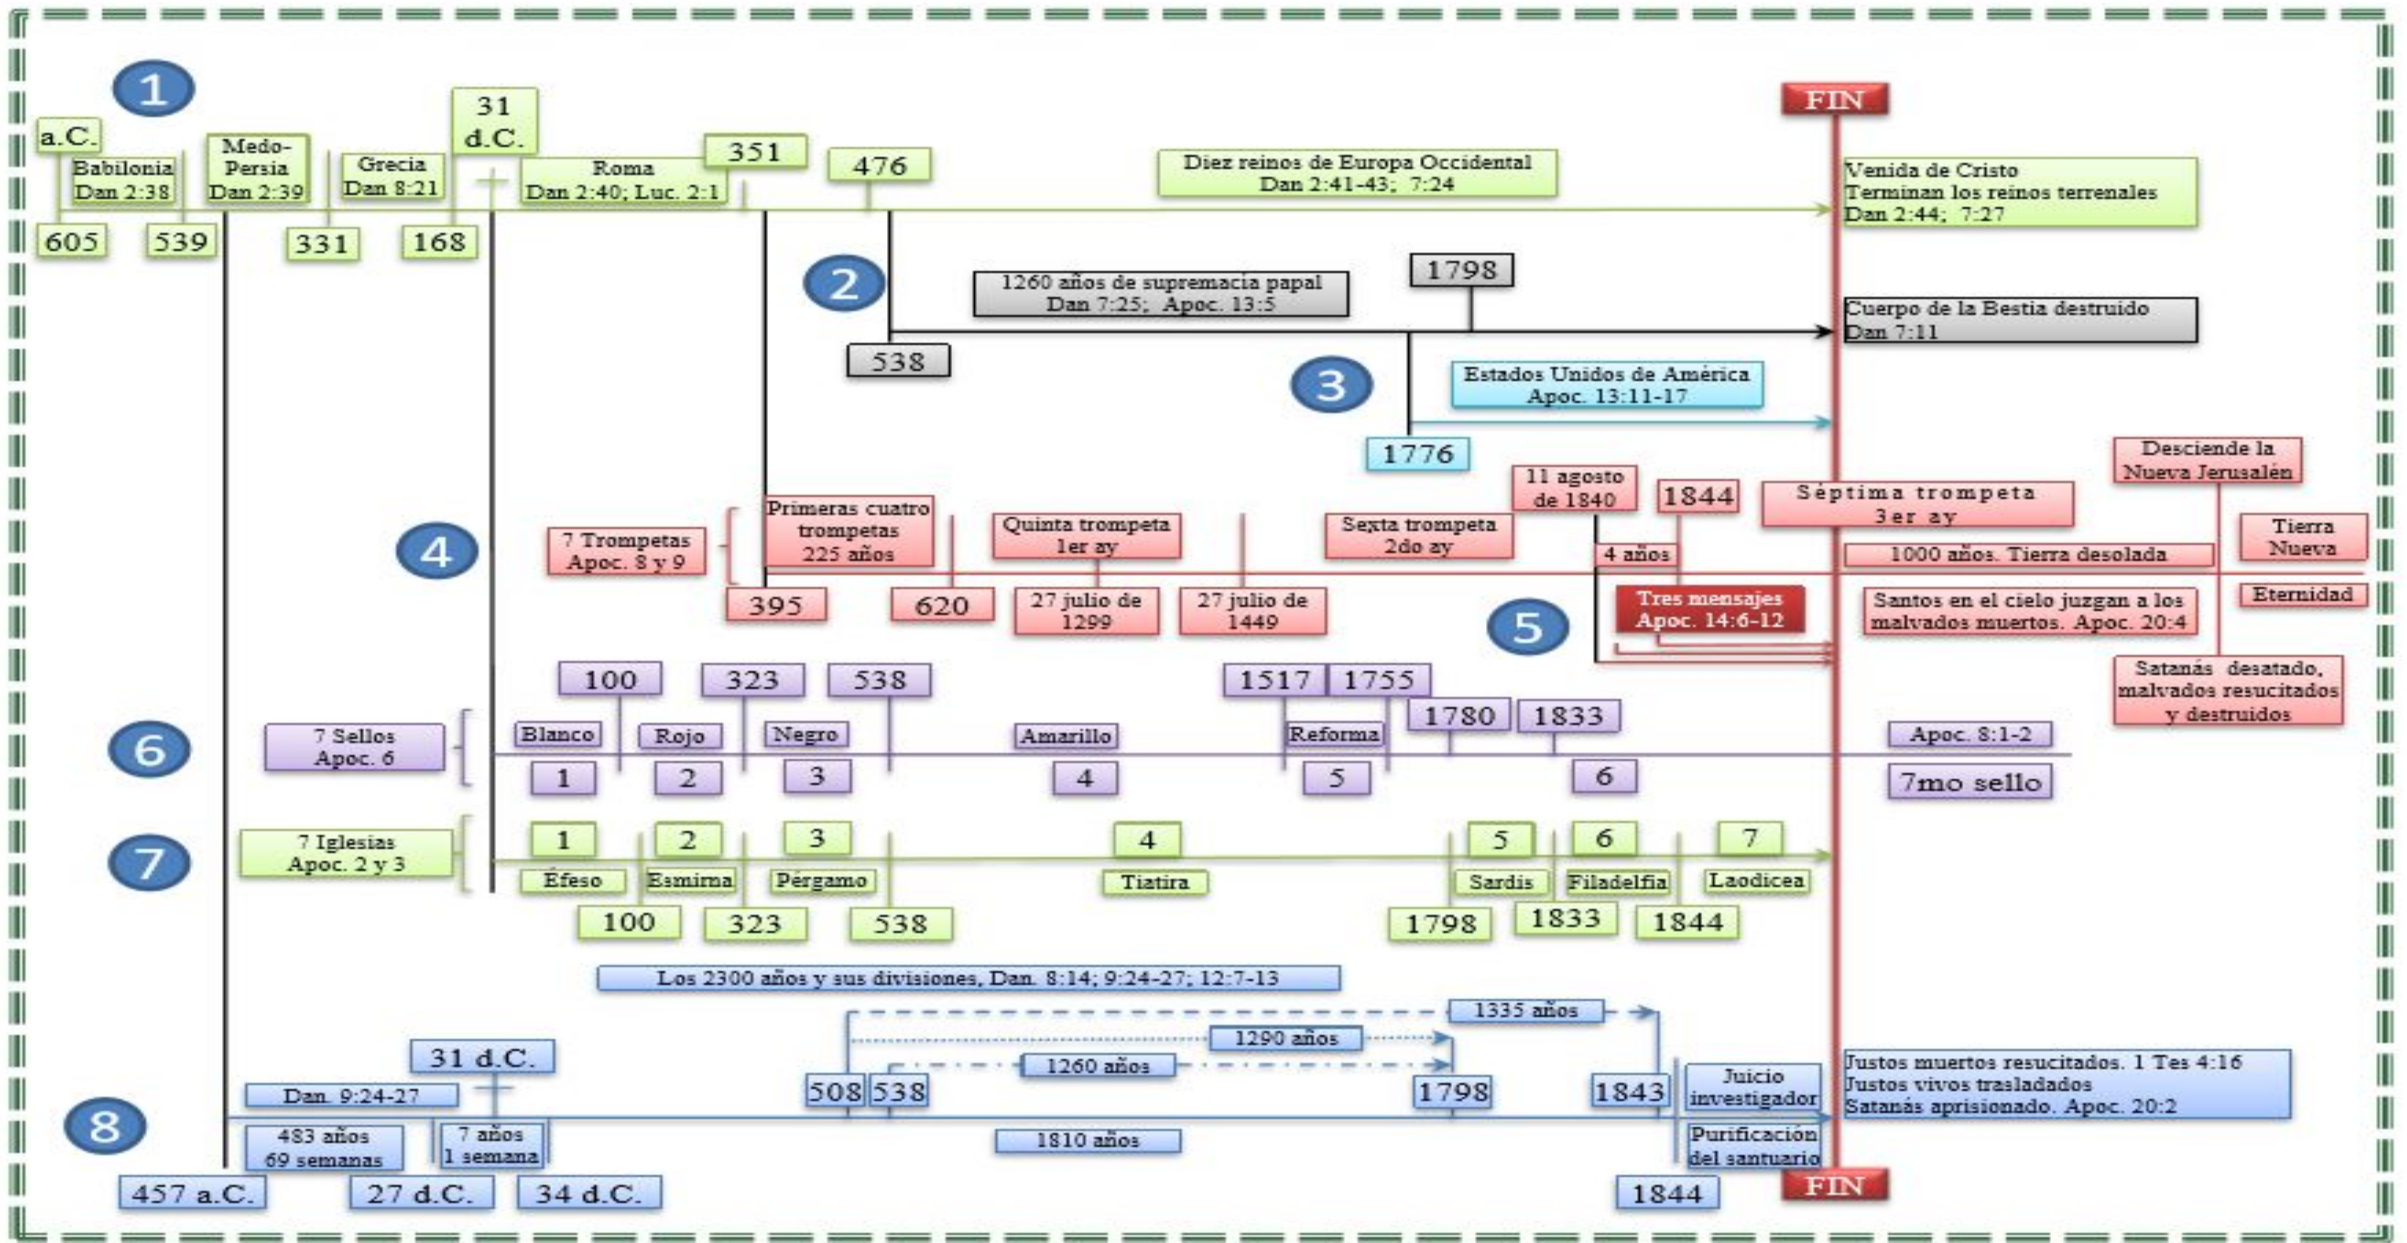 1
a.C.
Babilonia
Dan 2:38
Medo-
Persia
Dan 2:39
Grecia
Dan 8:21
31
d.C.
Roma
Dan 2:40; Luc. 2:1
351
476
Diez reinos de Europa Occidental
Dan 2:41-43; 7:24
FIN
Venida de Cristo
Terminan los reinos terrenales
Dan 2:44; 7:27
605
539
331
168
2
1260 años de supremacía papal
Dan 7:25; Apoc. 13:5
1798
Cuerpo de la Bestia destruido
Dan 7:11
538
3
Estados Unidos de América
Apoc. 13:11-17
1776
4
7 Trompetas
Apoc. 8 y 9
Primeras cuatro
trompetas
225 años
Quinta trompeta
1er ay
Sexta trompeta
2do ay
11 agosto
de 1840
1844
4 años
Séptima trompeta
3er ay
1000 años. Tierra desolada
Desciende la
Nueva Jerusalén
Tierra
Nueva
395
620
27 julio de
1299
27 julio de
1449
5
Tres mensajes
Apoc. 14:6-12
Santos en el cielo juzgan a los
malvados muertos. Apoc. 20:4
Eternidad
Satanás desatado,
malvados resucitados
y destruidos
6
7 Sellos
Apoc. 6
100
323
538
1517
1755
1780
1833
Blanco
Rojo
Negro
Amarillo
Reforma
Apoc. 8:1-2
1
2
3
4
5
6
7mo sello
7
7 Iglesias
Apoc. 2 y 3
1
2
3
4
5
6
7
Éfeso
Esmirna
Pérgamo
Tiatira
Sardis
Filadelfia
Laodicea
100
323
538
1798
1833
1844
Los 2300 años y sus divisiones, Dan. 8:14; 9:24-27; 12:7-13
1335 años
1290 años
1260 años
8
31 d.C.
Dan. 9:24-27
508
538
1798
1843
Juicio
investigador
Justos muertos resucitados. 1 Tes 4:16
Justos vivos trasladados
Satanás aprisionado. Apoc. 20:2
483 años
69 semanas
7 años
1 semana
1810 años
Purificación
del santuario
457 a.C.
27 d.C.
34 d.C.
1844
FIN